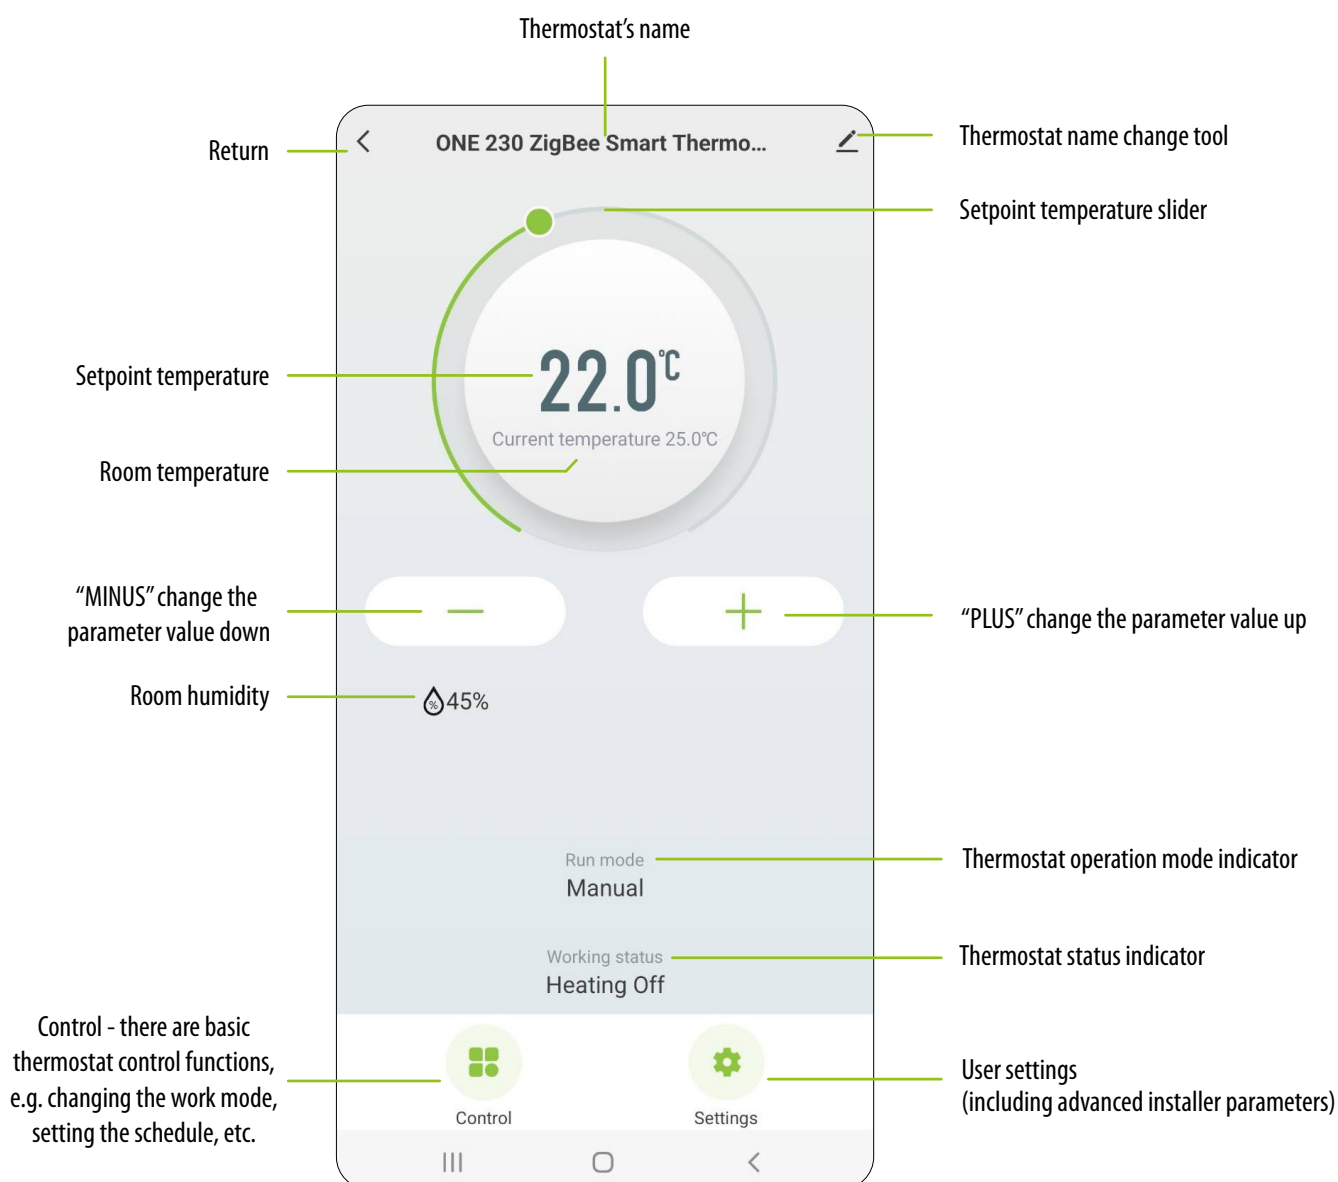 Thermostat's name
Return
ONE 230 ZigBee Smart Thermo...
Thermostat name change tool
Setpoint temperature slider
Setpoint temperature
22.0°C
Current temperature 25.0°C
Room temperature
“MINUS” change the
parameter value down
“PLUS” change the parameter value up
Room humidity
%
45%
Run mode
Manual
Thermostat operation mode indicator
Working status
Heating Off
Thermostat status indicator
Control - there are basic
thermostat control functions,
e.g. changing the work mode,
setting the schedule, etc.
Control
Settings
User settings
(including advanced installer parameters)